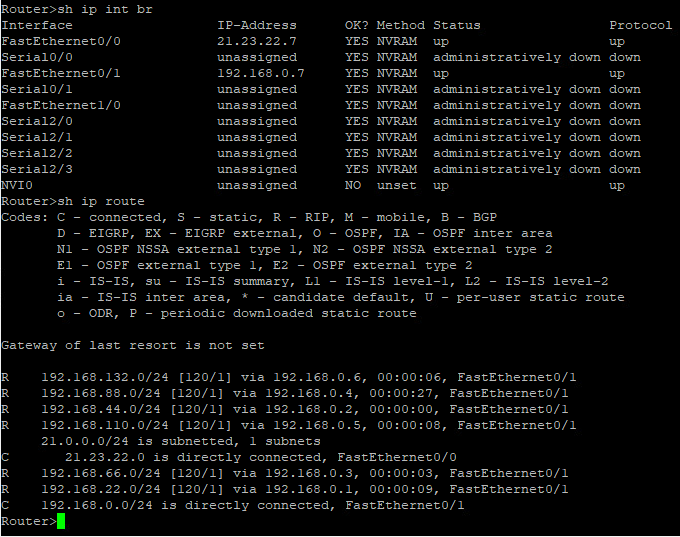 Router>sh ip int br
Interface                  IP-Address      OK? Method Status                Protocol
FastEthernet0/0            21.23.22.7      YES NVRAM  up                    up
Serial0/0                  unassigned      YES NVRAM  administratively down down
FastEthernet0/1            192.168.0.7     YES NVRAM  up                    up
Serial0/1                  unassigned      YES NVRAM  administratively down down
FastEthernet1/0            unassigned      YES NVRAM  administratively down down
Serial2/0                  unassigned      YES NVRAM  administratively down down
Serial2/1                  unassigned      YES NVRAM  administratively down down
Serial2/2                  unassigned      YES NVRAM  administratively down down
Serial2/3                  unassigned      YES NVRAM  administratively down down
NVI0                       unassigned      NO  unset  up                    up
Router>sh ip route
Codes: C - connected, S - static, R - RIP, M - mobile, B - BGP
       D - EIGRP, EX - EIGRP external, O - OSPF, IA - OSPF inter area
       N1 - OSPF NSSA external type 1, N2 - OSPF NSSA external type 2
       E1 - OSPF external type 1, E2 - OSPF external type 2
       i - IS-IS, su - IS-IS summary, L1 - IS-IS level-1, L2 - IS-IS level-2
       ia - IS-IS inter area, * - candidate default, U - per-user static route
       o - ODR, P - periodic downloaded static route
Gateway of last resort is not set
R    192.168.132.0/24 [120/1] via 192.168.0.6, 00:00:06, FastEthernet0/1
R    192.168.88.0/24 [120/1] via 192.168.0.4, 00:00:27, FastEthernet0/1
R    192.168.44.0/24 [120/1] via 192.168.0.2, 00:00:00, FastEthernet0/1
R    192.168.110.0/24 [120/1] via 192.168.0.5, 00:00:08, FastEthernet0/1
     21.0.0.0/24 is subnetted, 1 subnets
C       21.23.22.0 is directly connected, FastEthernet0/0
R    192.168.66.0/24 [120/1] via 192.168.0.3, 00:00:03, FastEthernet0/1
R    192.168.22.0/24 [120/1] via 192.168.0.1, 00:00:09, FastEthernet0/1
C    192.168.0.0/24 is directly connected, FastEthernet0/1
Router>